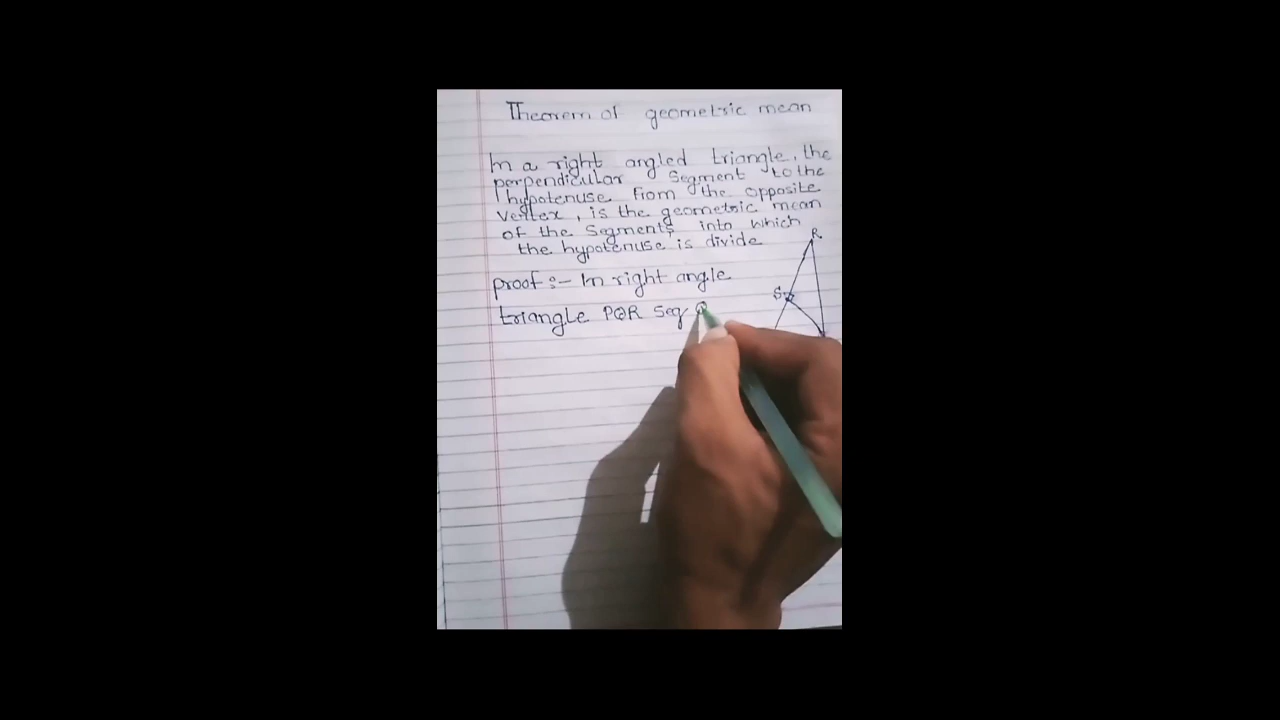 Theorem of geometric mean
In a right angled triangle, the
perpendicular segment to the
hypotenuse from the opposite
vertex, is the geometric mean
of the segments into which
the hypotenuse is divide
R
proof :- In right angle
S
triangle PQR seg Q